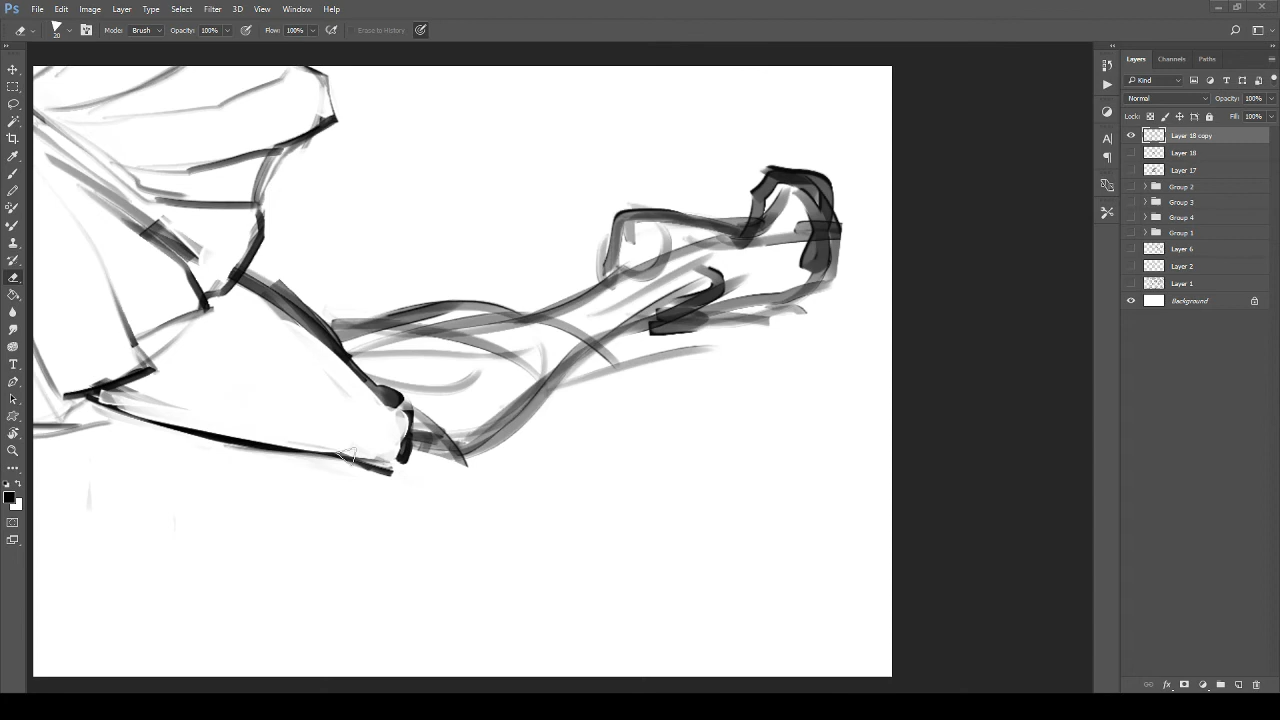 Ps File Edit Image Layer Type Select Filter 3D View Window Help
20 Mode: Brush Opacity: 100% Flow: 100% Erase to History
Layers Channels Paths
Kind
Normal Opacity: 100%
Lock: Fill: 100%
Layer 18 copy
Layer 18
Layer 17
Group 2
Group 3
Group 4
Group 1
Layer 6
Layer 2
Layer 1
Background